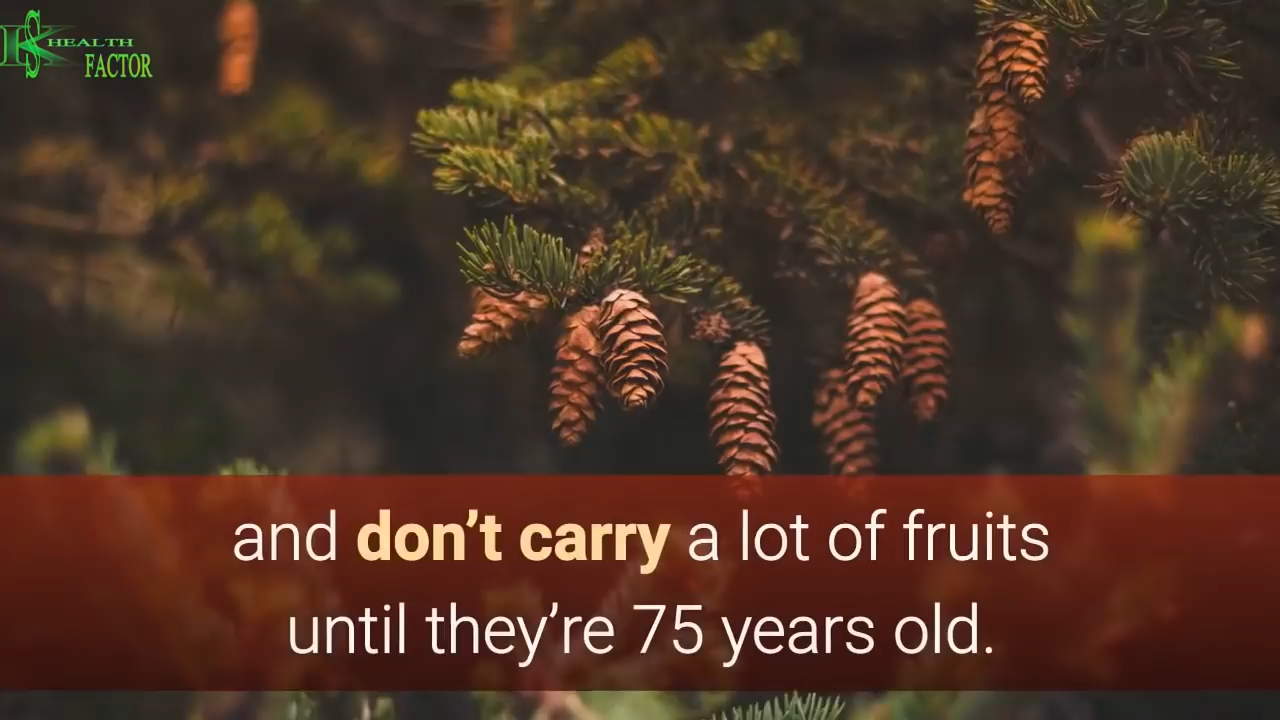 HEALTH
FACTOR
and don't carry a lot of fruits
until they're 75 years old.